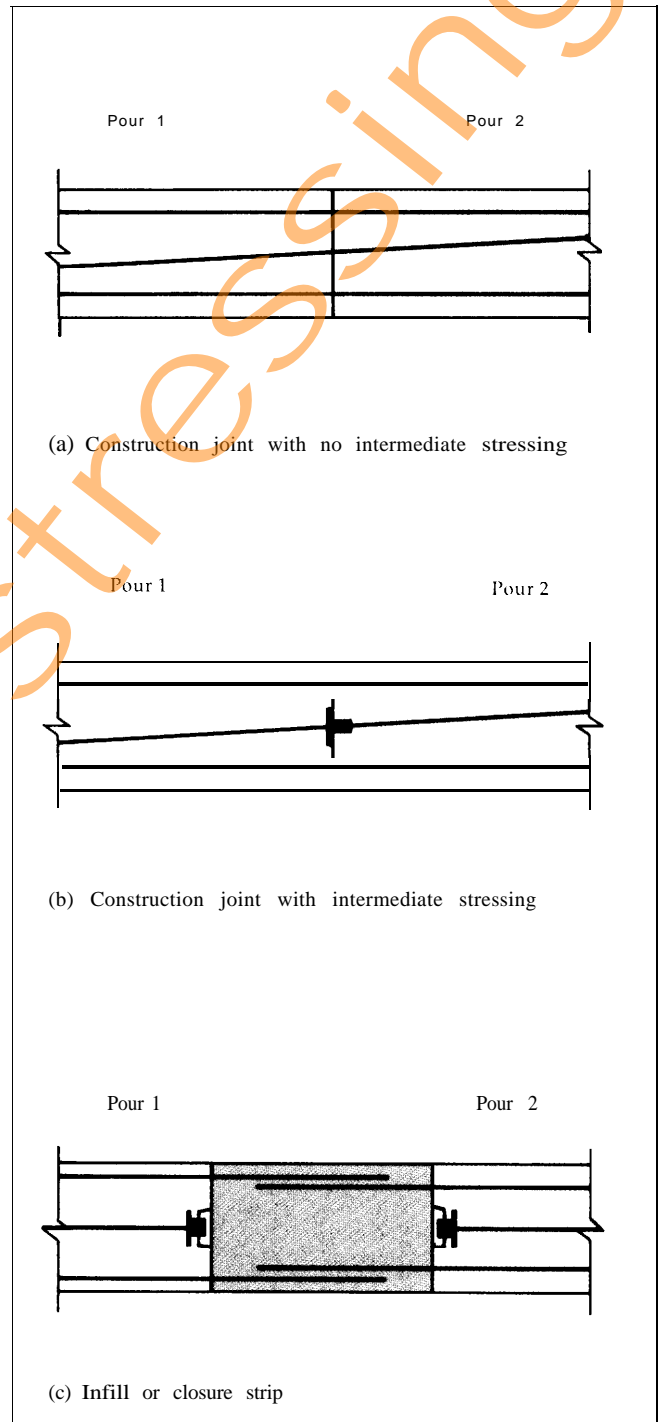 Pour 1 Pour 2
(a) Construction joint with no intermediate stressing
Pour 1 Pour 2
(b) Construction joint with intermediate stressing
Pour 1 Pour 2
(c) Infill or closure strip
stressing